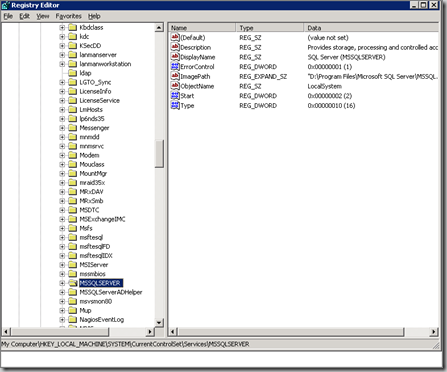 Registry Editor
File Edit View Favorites Help
Kbdclass
kdc
KSecDD
lanmanserver
lanmanworkstation
ldap
LGTO_Sync
LicenseInfo
LicenseService
LmHosts
lp6nds35
Messenger
mnmdd
mnmsrvc
Modem
Mouclass
MountMgr
mraid35x
MRxDAV
MRxSmb
MSDTC
MSExchangeIMC
Msfs
msftesql
msftesqlFD
msftesqlIDX
MSIServer
mssmbios
MSSQLSERVER
MSSQLServerADHelper
msvsmon80
Mup
NagiosEventLog
Name Type Data
(Default) REG_SZ (value not set)
Description REG_SZ Provides storage, processing and controlled acc
DisplayName REG_SZ SQL Server (MSSQLSERVER)
ErrorControl REG_DWORD 0x00000001 (1)
ImagePath REG_EXPAND_SZ "D:\Program Files\Microsoft SQL Server\MSSQL.
ObjectName REG_SZ LocalSystem
Start REG_DWORD 0x00000002 (2)
Type REG_DWORD 0x00000010 (16)
My Computer\HKEY_LOCAL_MACHINE\SYSTEM\CurrentControlSet\Services\MSSQLSERVER